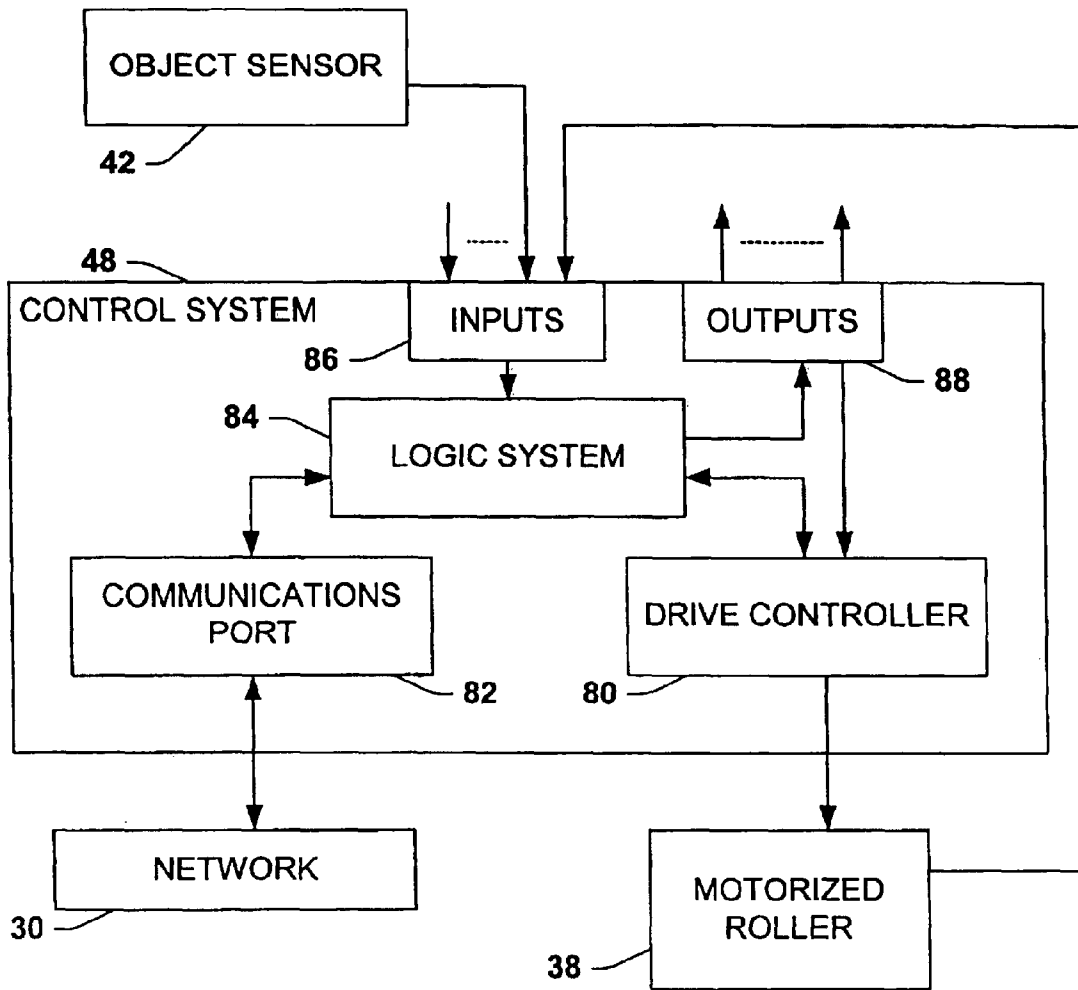 OBJECT SENSOR
42
48
CONTROL SYSTEM
INPUTS
OUTPUTS
86
88
84
LOGIC SYSTEM
COMMUNICATIONS
PORT
DRIVE CONTROLLER
82
80
NETWORK
30
MOTORIZED
ROLLER
38